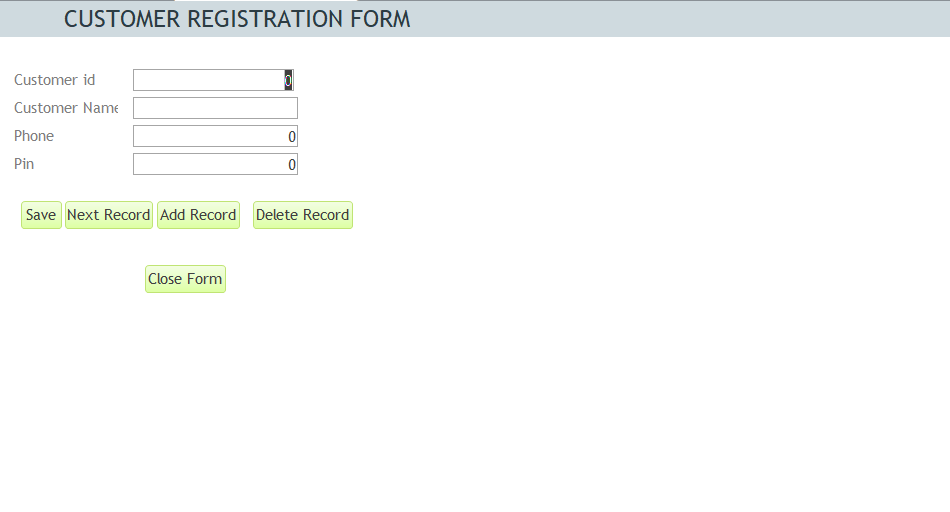 CUSTOMER REGISTRATION FORM
Customer id 0
Customer Name
Phone 0
Pin 0
Save Next Record Add Record Delete Record
Close Form